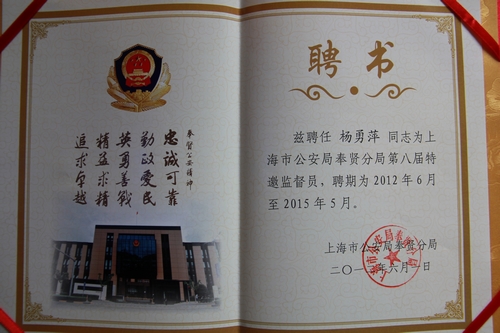 奉贤公安精神
忠诚可靠
勤政爱民
英勇善战
精益求精
追求卓越
聘书
兹聘任 杨勇萍 同志为上
海市公安局奉贤分局第八届特
邀监督员，聘期为2012年6月
至2015年5月。
上海市公安局奉贤分局
二〇一二年六月一日